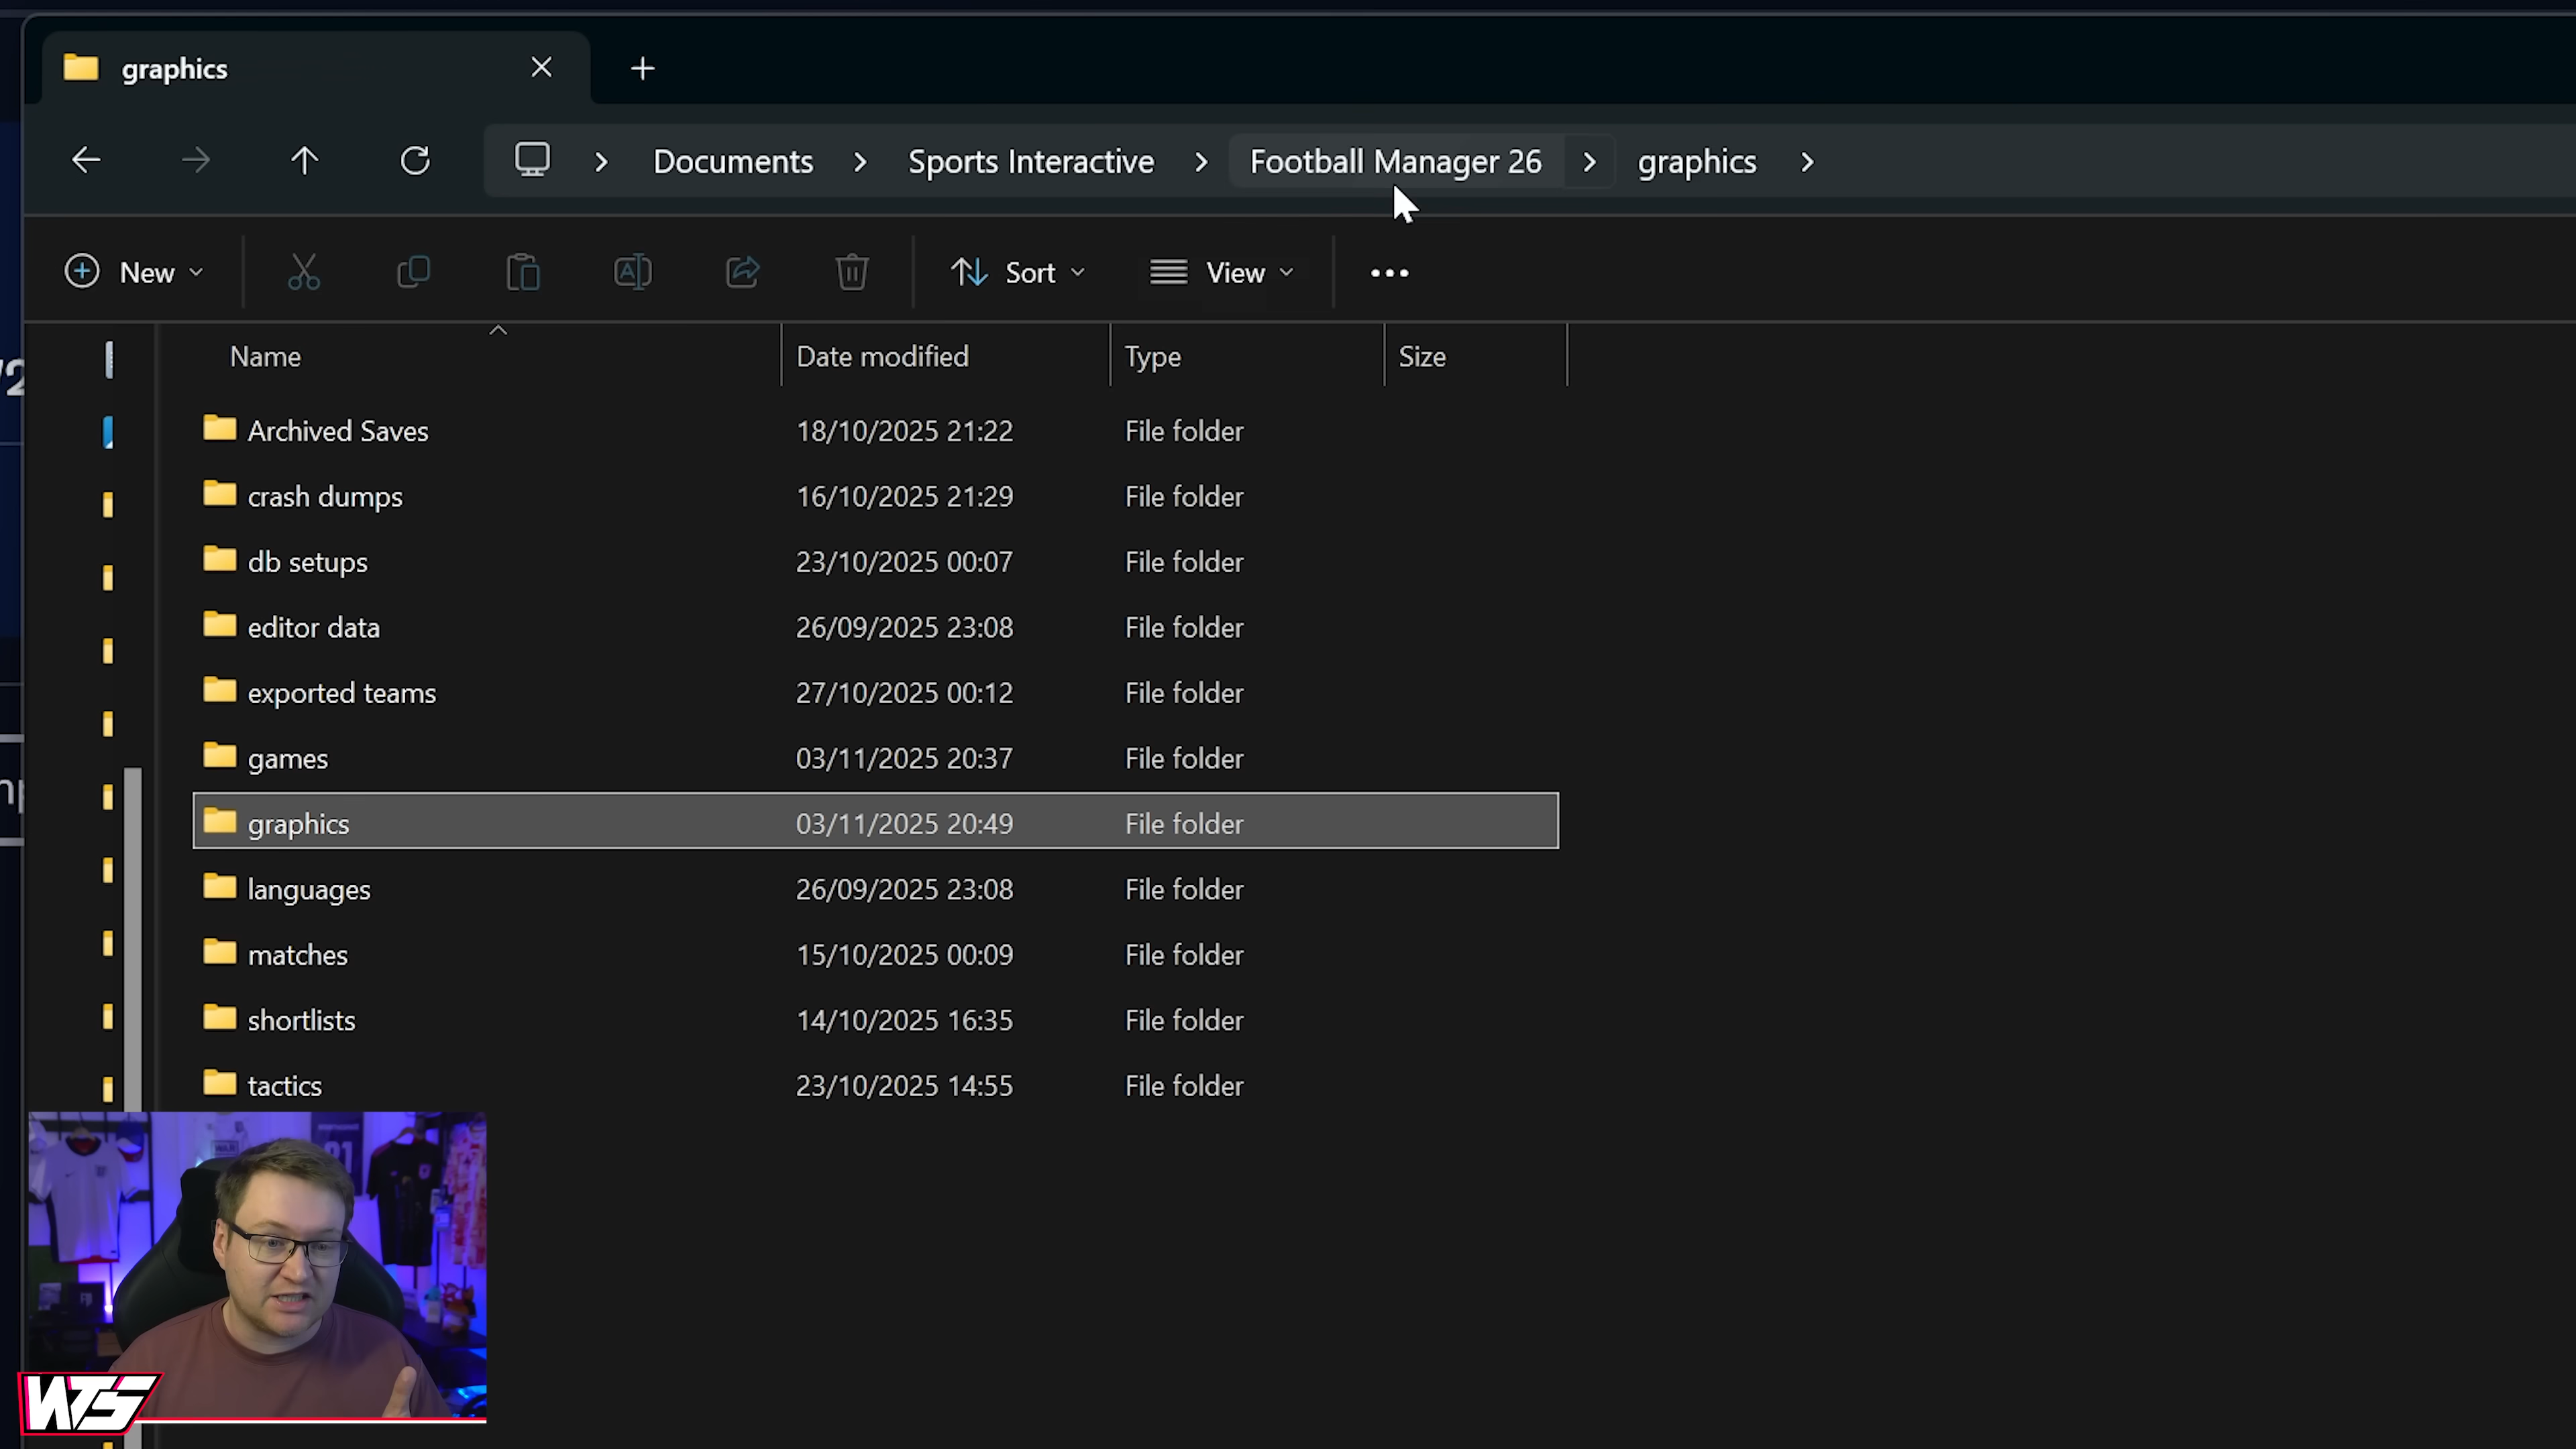 graphics
Documents > Sports Interactive > Football Manager 26 > graphics >
New Sort View
Name Date modified Type Size
Archived Saves 18/10/2025 21:22 File folder
crash dumps 16/10/2025 21:29 File folder
db setups 23/10/2025 00:07 File folder
editor data 26/09/2025 23:08 File folder
exported teams 27/10/2025 00:12 File folder
games 03/11/2025 20:37 File folder
graphics 03/11/2025 20:49 File folder
languages 26/09/2025 23:08 File folder
matches 15/10/2025 00:09 File folder
shortlists 14/10/2025 16:35 File folder
tactics 23/10/2025 14:55 File folder
WTS